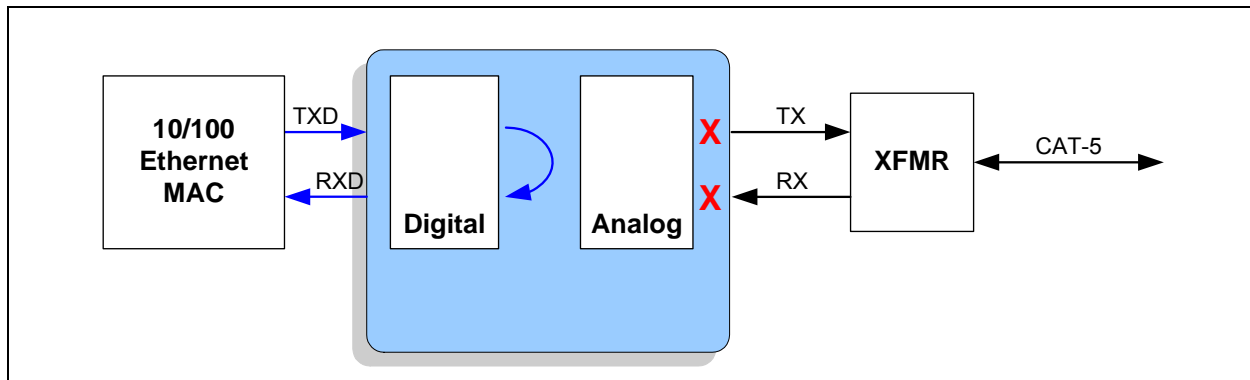 10/100
Ethernet
MAC
TXD
RXD
Digital
Analog
X
X
TX
RX
XFMR
CAT-5